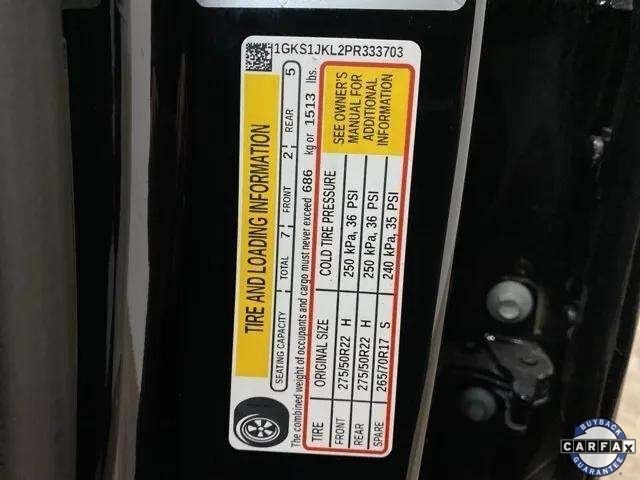 1GKS1JKL2PR333703
TIRE AND LOADING INFORMATION
SEATING CAPACITY TOTAL 7 FRONT 2 REAR 5
The combined weight of occupants and cargo must never exceed 686 kg or 1513 lbs.
TIRE ORIGINAL SIZE COLD TIRE PRESSURE
FRONT 275/50R22 H 250 kPa, 36 PSI
REAR 275/50R22 H 250 kPa, 36 PSI
SPARE 265/70R17 S 240 kPa, 35 PSI
SEE OWNER'S
MANUAL FOR
ADDITIONAL
INFORMATION
BUYBACK
CARFAX
GUARANTEE